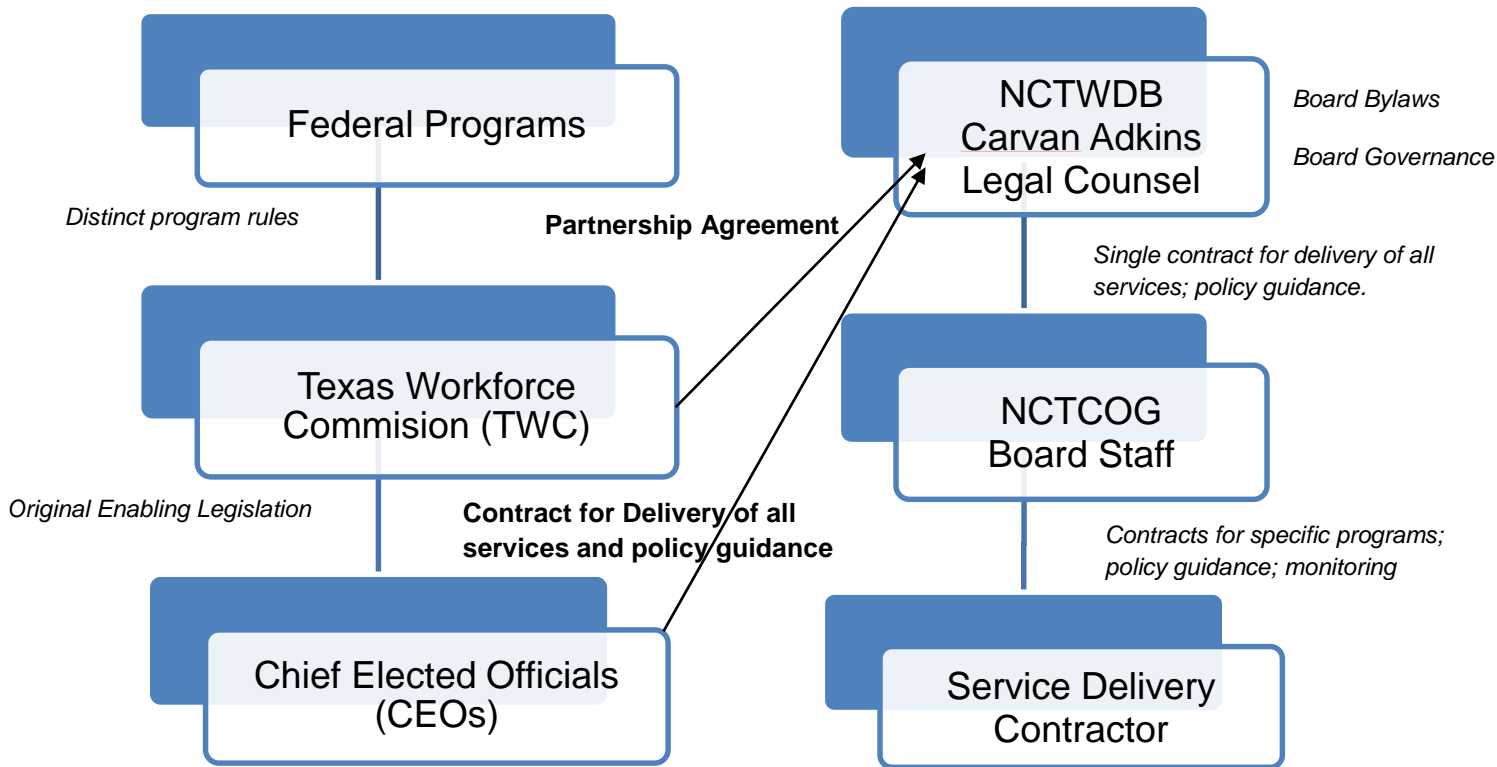 Federal Programs
Distinct program rules
Texas Workforce
Commision (TWC)
Original Enabling Legislation
Chief Elected Officials
(CEOs)
Partnership Agreement
Contract for Delivery of all
services and policy guidance
NCTWDB
Carvan Adkins
Legal Counsel
Board Bylaws
Board Governance
Single contract for delivery of all
services; policy guidance.
NCTCOG
Board Staff
Contracts for specific programs;
policy guidance; monitoring
Service Delivery
Contractor